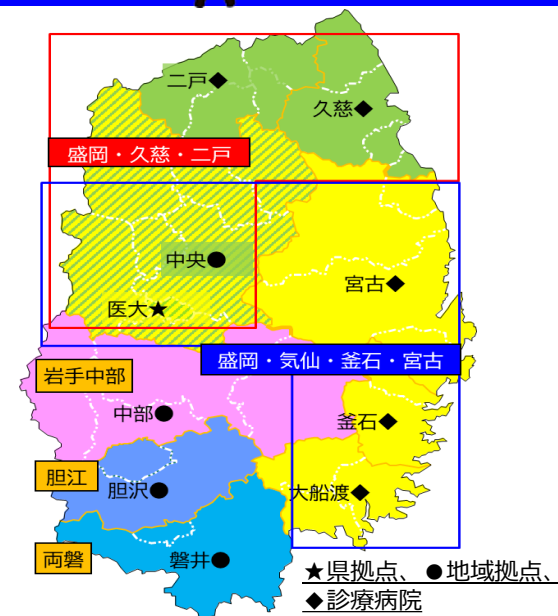 二戸◆
久慈◆
盛岡・久慈・二戸
中央●
宮古◆
医大★
盛岡・気仙・釜石・宮古
岩手中部
中部●
釜石◆
胆江
胆沢●
大船渡◆
両磐
磐井●
★県拠点、●地域拠点、
◆診療病院